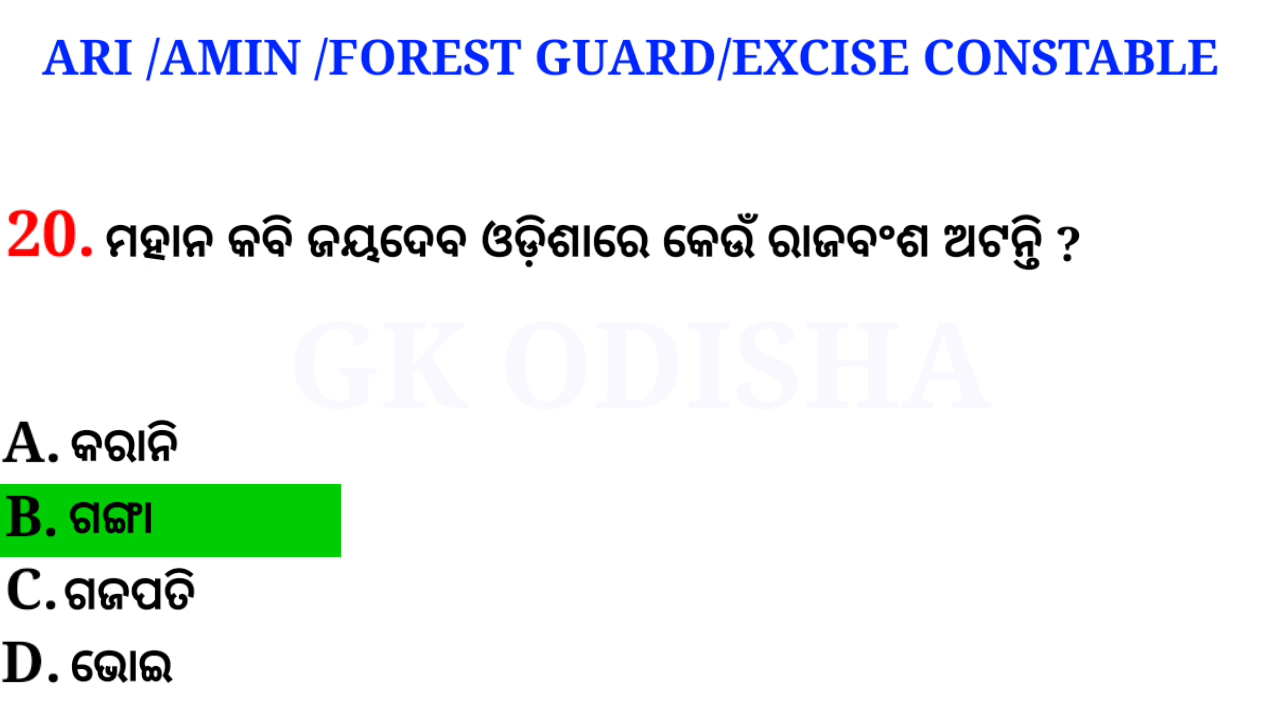 ARI /AMIN /FOREST GUARD/EXCISE CONSTABLE
20. ମହାନ କବି ଜୟଦେବ ଓଡ଼ିଶାରେ କେଉଁ ରାଜବଂଶ ଅଟନ୍ତି ?
GK ODISHA
A. କରାନି
B. ଗଙ୍ଗା
C. ଗଜପତି
D. ଭୋଇ